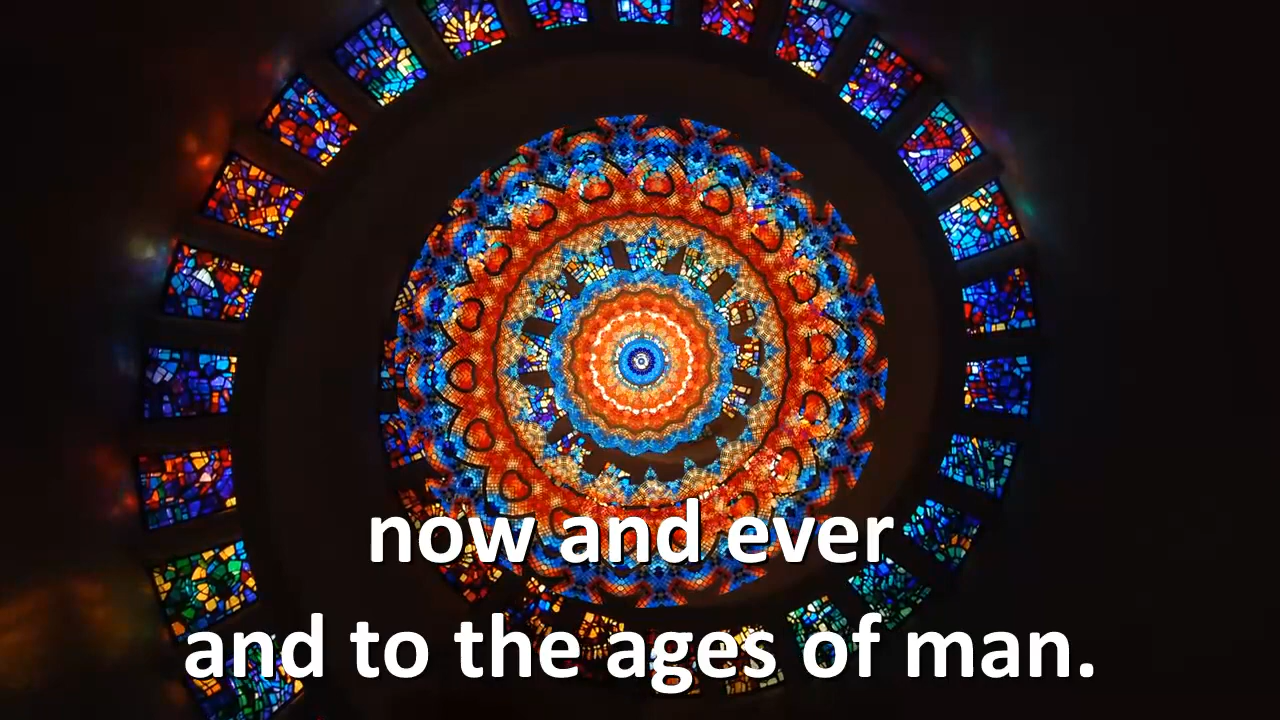 now and ever
and to the ages of man.